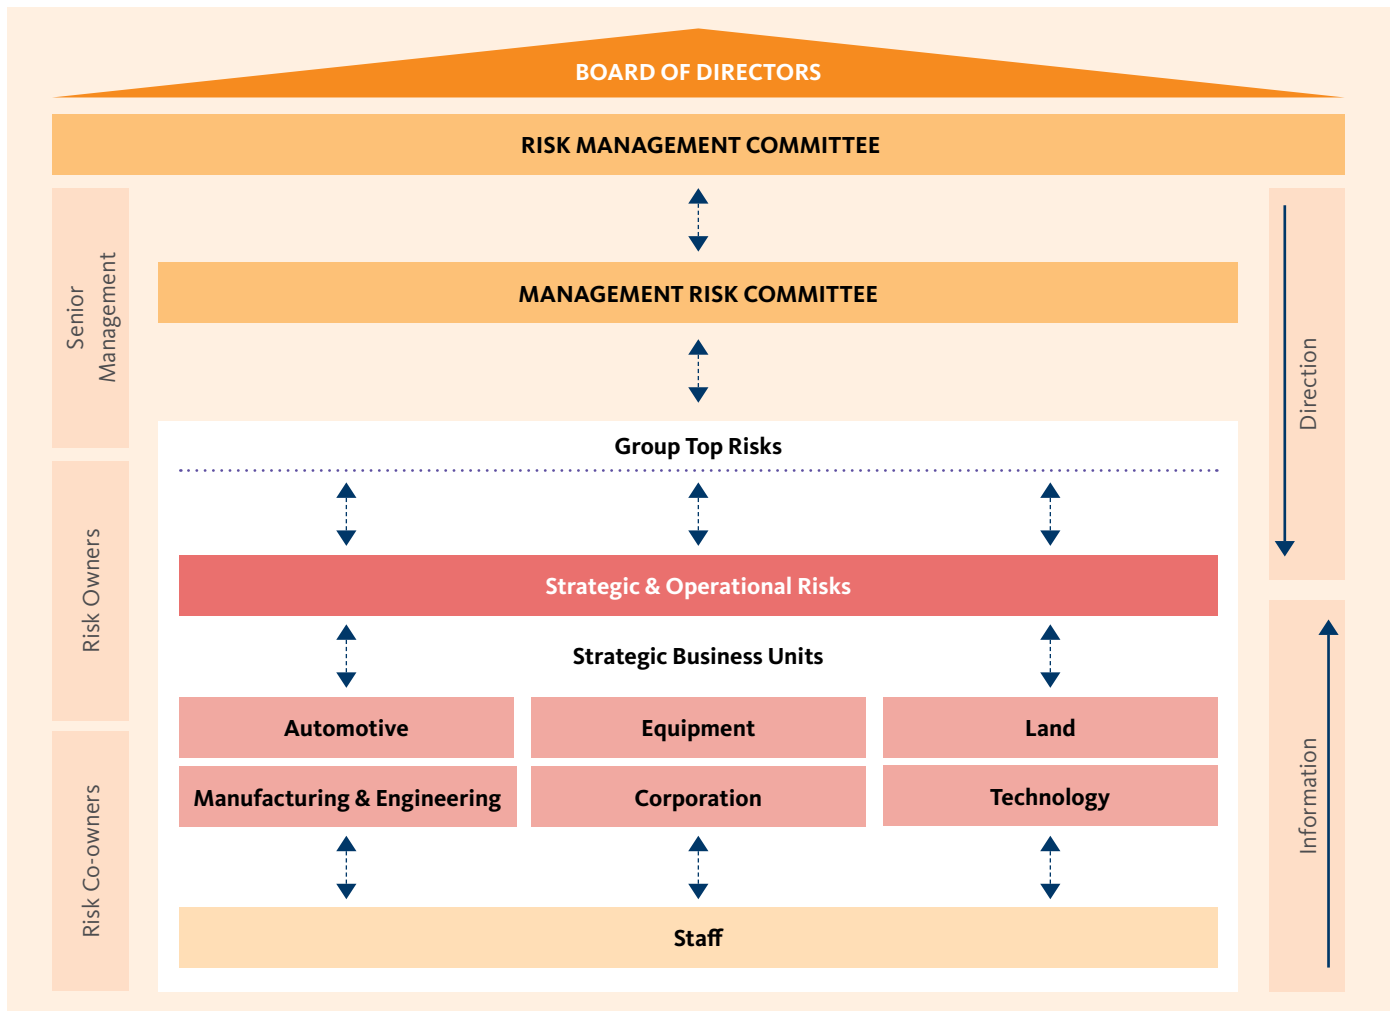 BOARD OF DIRECTORS
RISK MANAGEMENT COMMITTEE
Senior
Management
MANAGEMENT RISK COMMITTEE
Direction
Group Top Risks
Risk Owners
Strategic & Operational Risks
Strategic Business Units
Automotive
Equipment
Land
Manufacturing & Engineering
Corporation
Technology
Information
Risk Co-owners
Staff